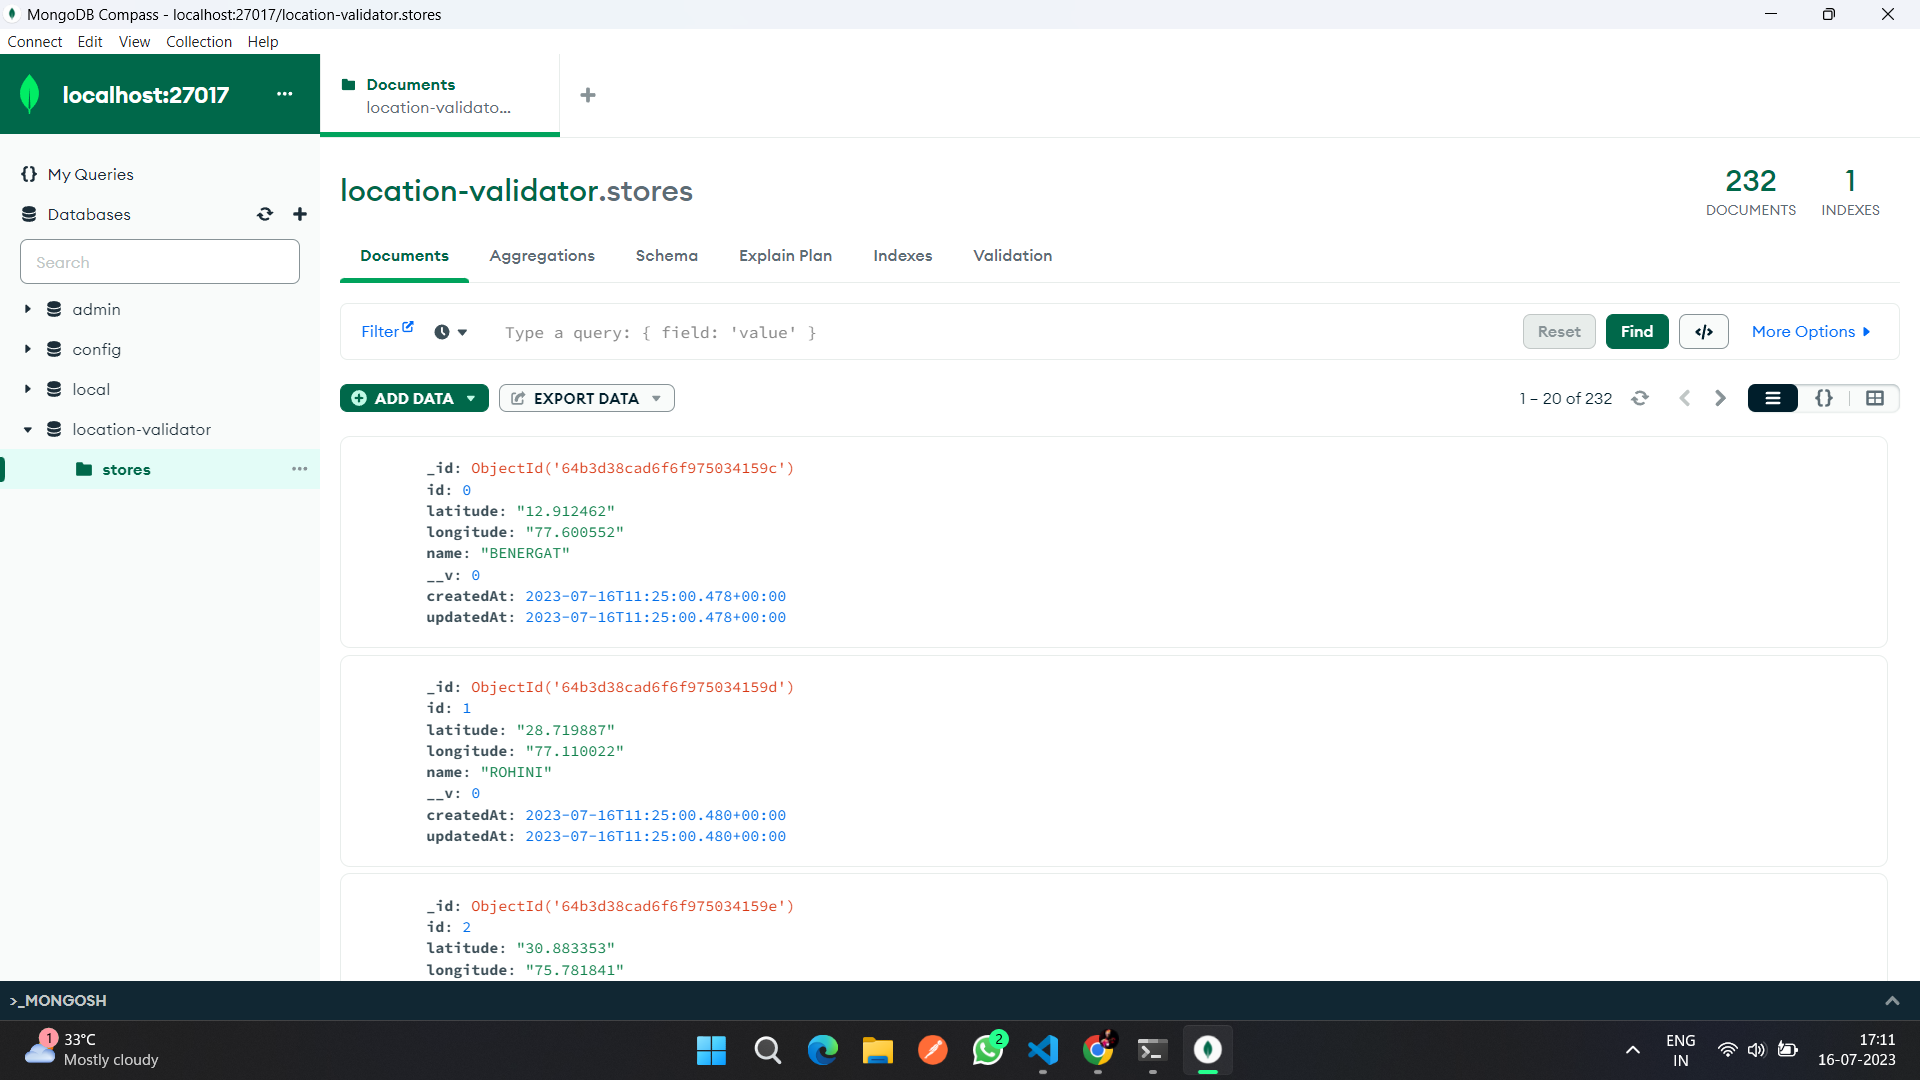 MongoDB Compass - localhost:27017/location-validator.stores
Connect Edit View Collection Help
localhost:27017 ...
Documents
location-validato...
My Queries
Databases
Search
admin
config
local
location-validator
stores ...
location-validator.stores
232
DOCUMENTS
1
INDEXES
Documents Aggregations Schema Explain Plan Indexes Validation
Filter Type a query: { field: 'value' } Reset Find </> More Options
ADD DATA EXPORT DATA 1 – 20 of 232 {}
_id: ObjectId('64b3d38cad6f6f975034159c')
id: 0
latitude: "12.912462"
longitude: "77.600552"
name: "BENERGAT"
__v: 0
createdAt: 2023-07-16T11:25:00.478+00:00
updatedAt: 2023-07-16T11:25:00.478+00:00
_id: ObjectId('64b3d38cad6f6f975034159d')
id: 1
latitude: "28.719887"
longitude: "77.110022"
name: "ROHINI"
__v: 0
createdAt: 2023-07-16T11:25:00.480+00:00
updatedAt: 2023-07-16T11:25:00.480+00:00
_id: ObjectId('64b3d38cad6f6f975034159e')
id: 2
latitude: "30.883353"
longitude: "75.781841"
>_MONGOSH
1
33°C
Mostly cloudy
2
ENG
IN
17:11
16-07-2023